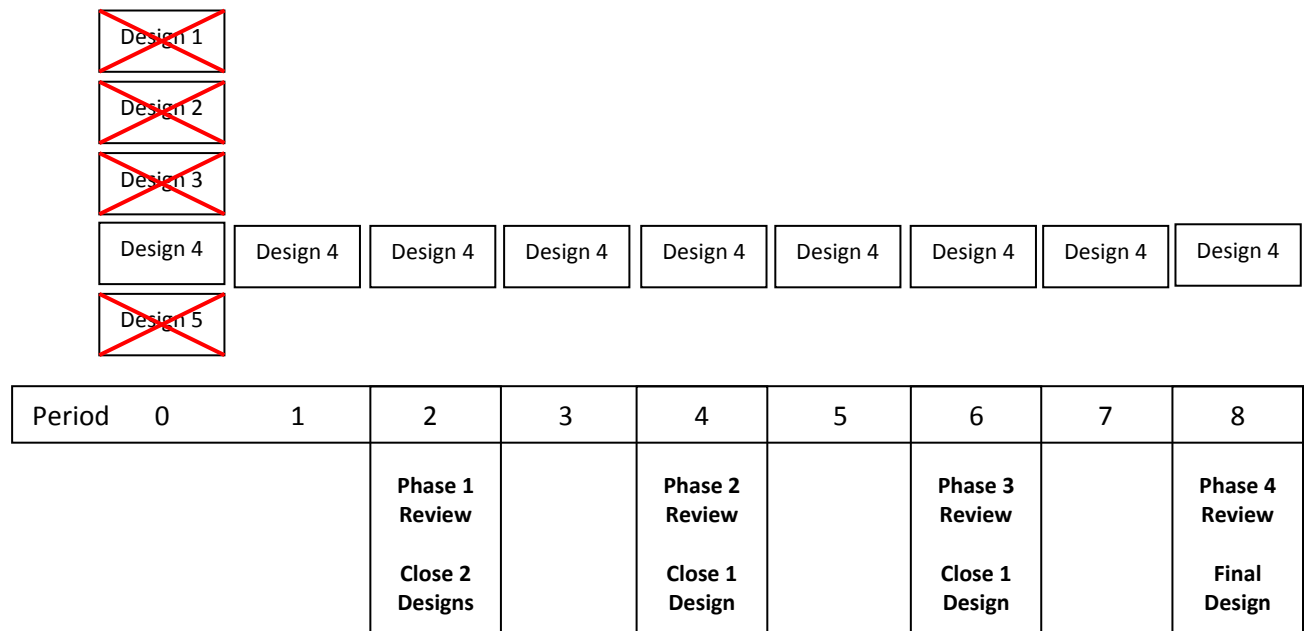 Design 1
Design 2
Design 3
Design 4 Design 4 Design 4 Design 4 Design 4 Design 4 Design 4 Design 4 Design 4
Design 5
Period 0 1 2 3 4 5 6 7 8
Phase 1 Phase 2 Phase 3 Phase 4
Review Review Review Review
Close 2 Close 1 Close 1 Final
Designs Design Design Design